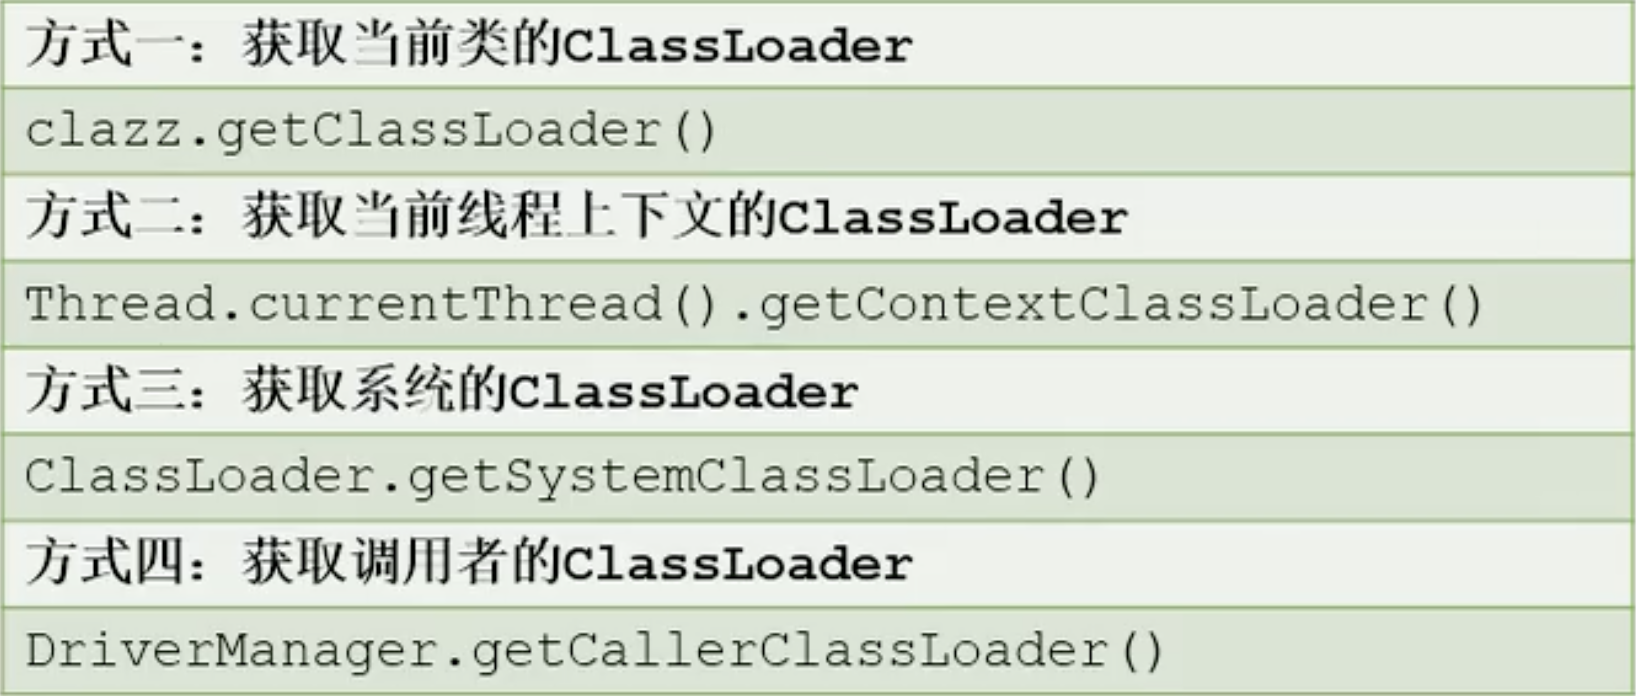 方式一：获取当前类的ClassLoader
clazz.getClassLoader()
方式二：获取当前线程上下文的ClassLoader
Thread.currentThread().getContextClassLoader()
方式三：获取系统的ClassLoader
ClassLoader.getSystemClassLoader()
方式四：获取调用者的ClassLoader
DriverManager.getCallerClassLoader()